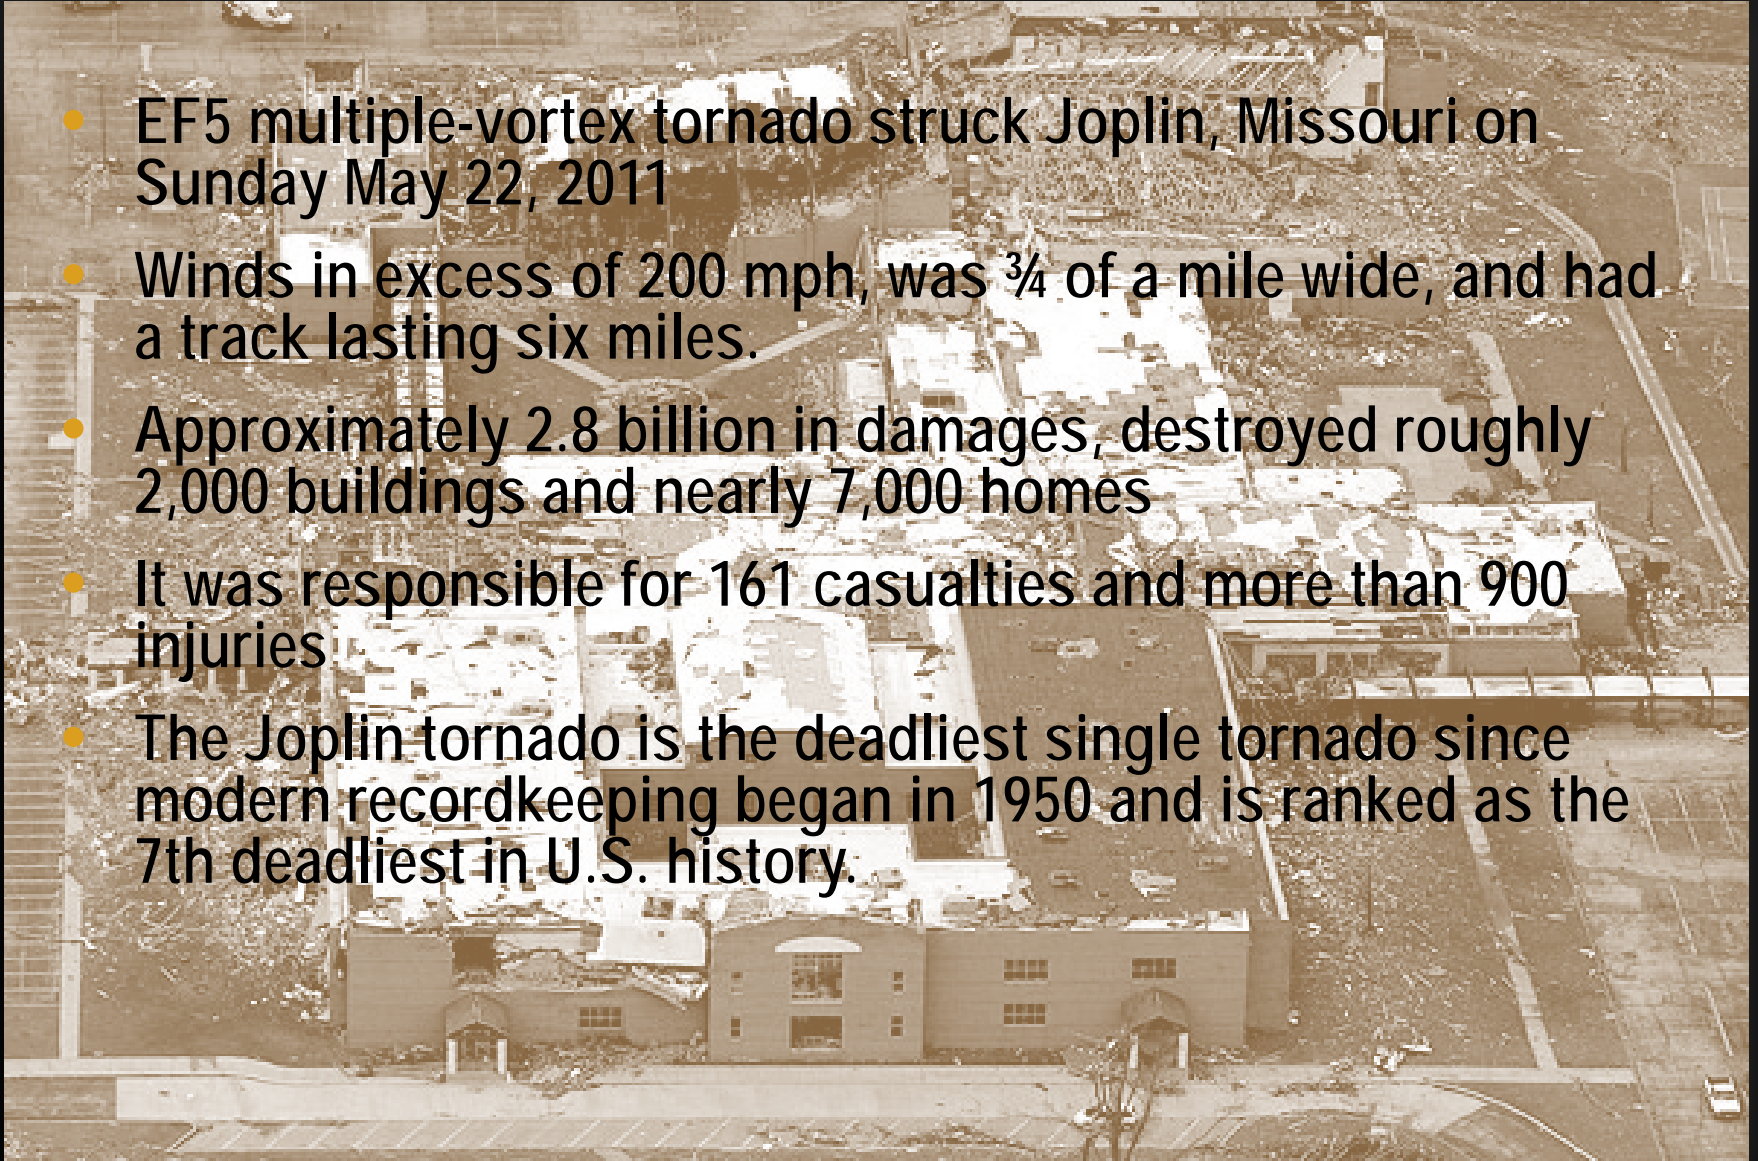 • EF5 multiple-vortex tornado struck Joplin, Missouri on
Sunday May 22, 2011
• Winds in excess of 200 mph, was ¾ of a mile wide, and had
a track lasting six miles.
• Approximately 2.8 billion in damages, destroyed roughly
2,000 buildings and nearly 7,000 homes
• It was responsible for 161 casualties and more than 900
injuries
• The Joplin tornado is the deadliest single tornado since
modern recordkeeping began in 1950 and is ranked as the
7th deadliest in U.S. history.